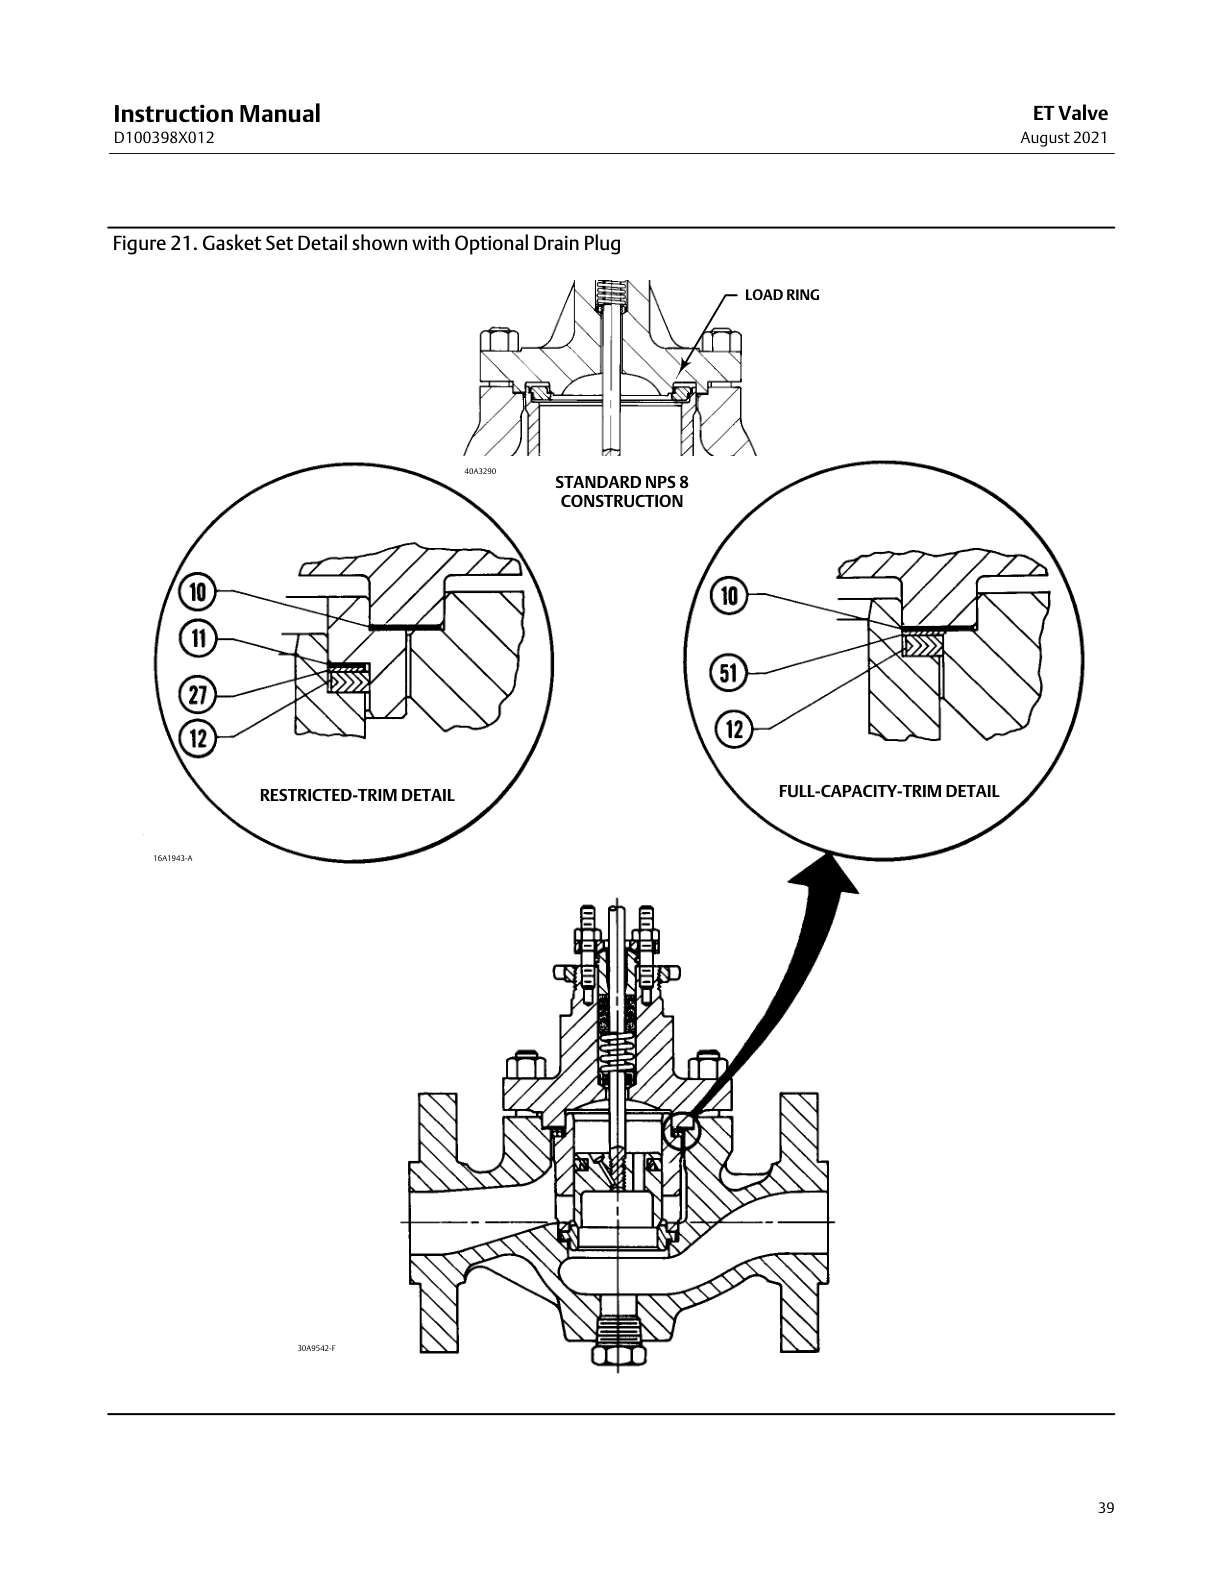 Instruction Manual
D100398X012
ET Valve
August 2021
Figure 21. Gasket Set Detail shown with Optional Drain Plug
LOAD RING
40A3290
STANDARD NPS 8
CONSTRUCTION
10
11
27
12
RESTRICTED-TRIM DETAIL
16A1943-A
10
51
12
FULL-CAPACITY-TRIM DETAIL
30A9542-F
39